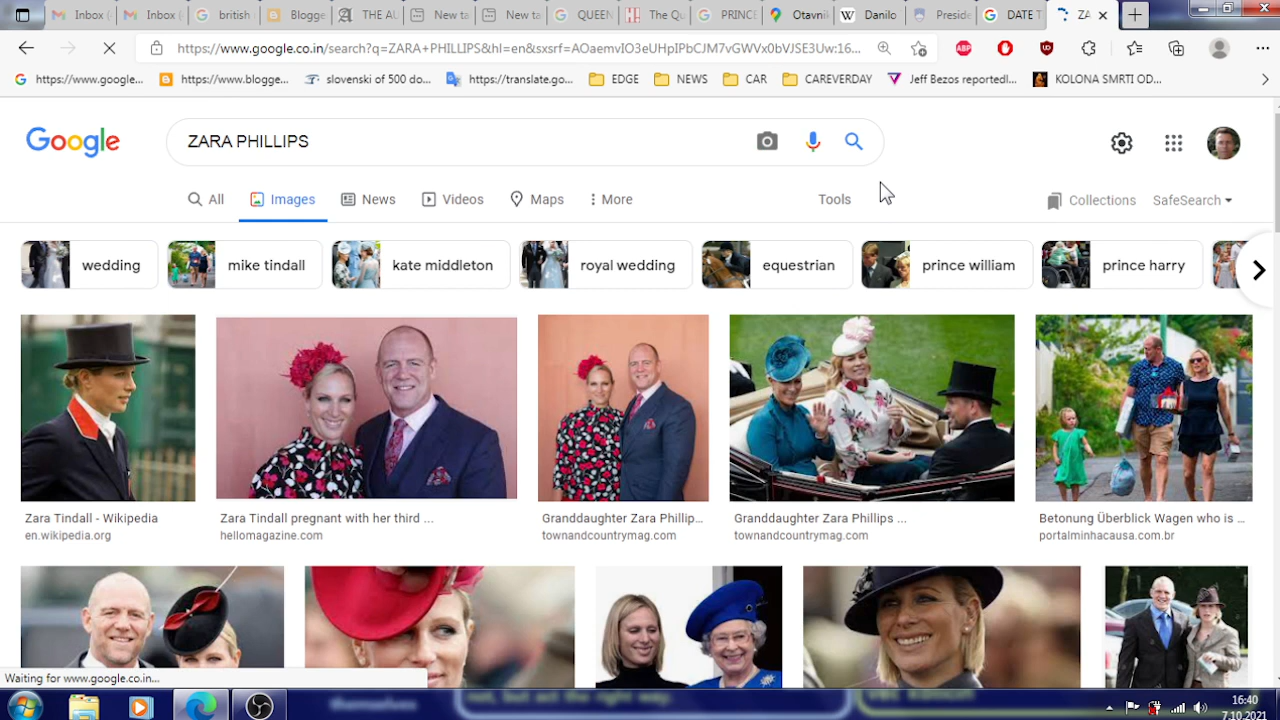 Inbox (
Inbox (
british
Blogge
THE AU
New ta
New ta
QUEEN
The Qu
PRINCE
Otavni
Danilo
Preside
DATE T
ZA
https://www.google.co.in/search?q=ZARA+PHILLIPS&hl=en&sxsrf=AOaemvIO3eUHpIPbCJM7vGWVx0bVJSE3Uw:16...
https://www.google...
https://www.blogge...
slovenski of 500 do...
https://translate.go...
EDGE
NEWS
CAR
CAREVERDAY
Jeff Bezos reportedl...
KOLONA SMRTI OD...
Google
ZARA PHILLIPS
All
Images
News
Videos
Maps
More
Tools
Collections
SafeSearch
wedding
mike tindall
kate middleton
royal wedding
equestrian
prince william
prince harry
Zara Tindall - Wikipedia
en.wikipedia.org
Zara Tindall pregnant with her third ...
hellomagazine.com
Granddaughter Zara Phillip...
townandcountrymag.com
Granddaughter Zara Phillips ...
townandcountrymag.com
Betonung Überblick Wagen who is ...
portalminhacausa.com.br
Waiting for www.google.co.in...
themselves
16:40
7.10.2021